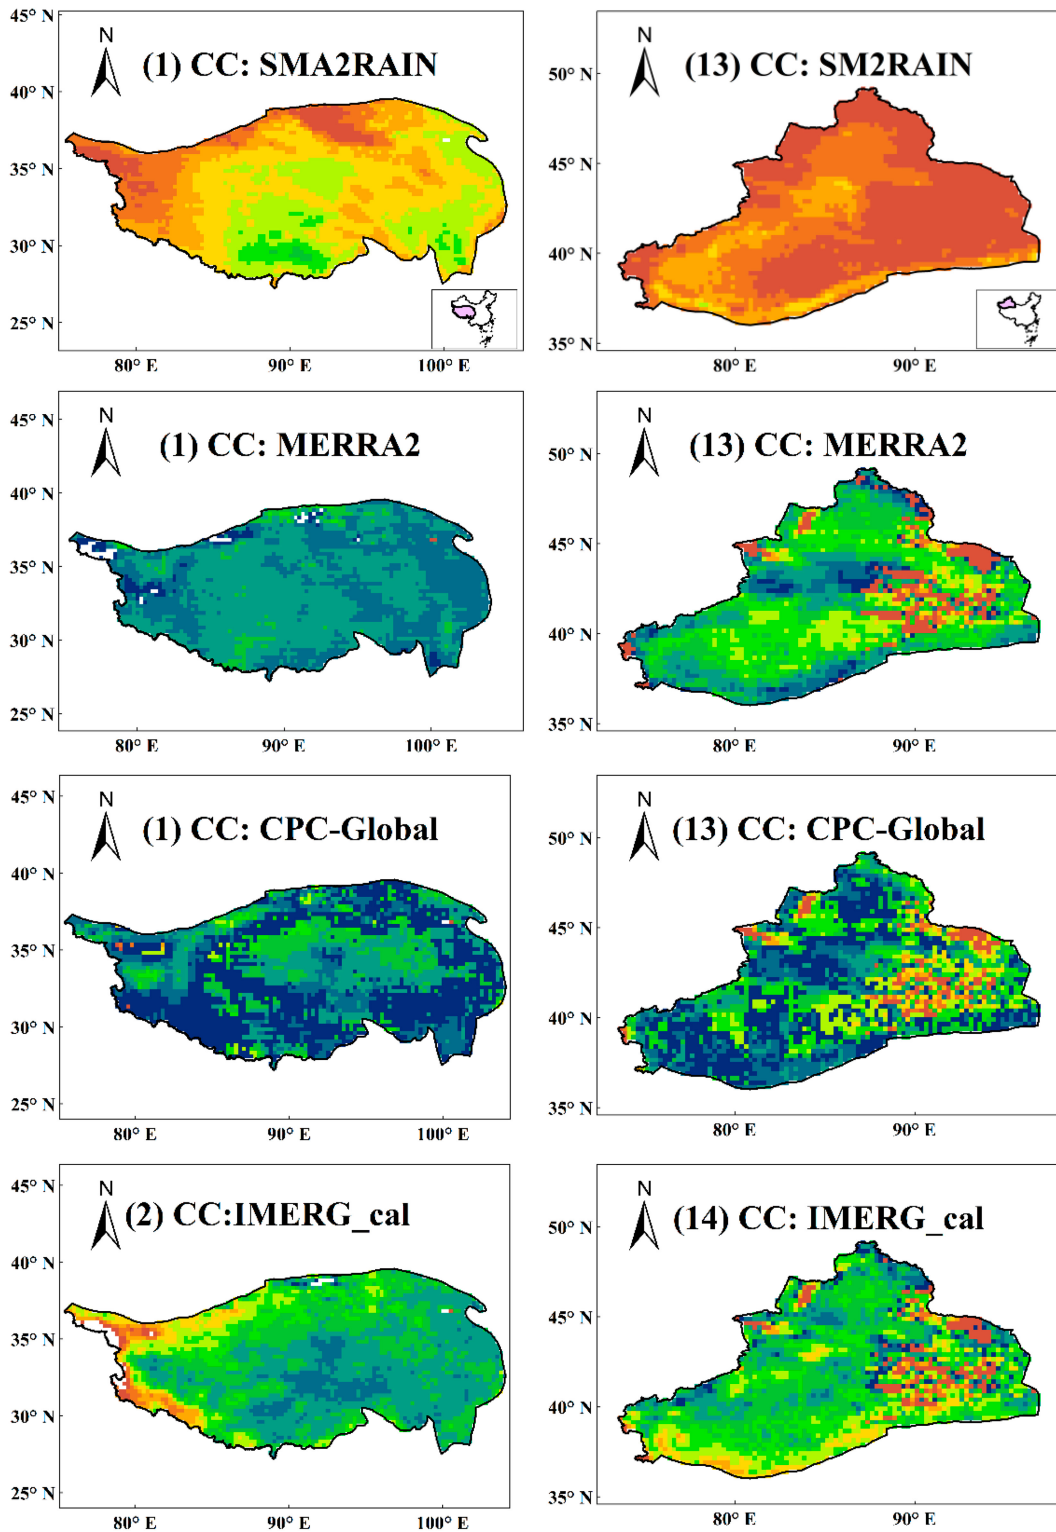 45° N
N
(1) CC: SMA2RAIN
40° N
35° N
30° N
25° N
80° E
90° E
100° E
N
(13) CC: SM2RAIN
50° N
45° N
40° N
35° N
80° E
90° E
45° N
N
(1) CC: MERRA2
40° N
35° N
30° N
25° N
80° E
90° E
100° E
N
(13) CC: MERRA2
50° N
45° N
40° N
35° N
80° E
90° E
45° N
N
(1) CC: CPC-Global
40° N
35° N
30° N
25° N
80° E
90° E
100° E
N
(13) CC: CPC-Global
50° N
45° N
40° N
35° N
80° E
90° E
45° N
N
(2) CC:IMERG_cal
40° N
35° N
30° N
25° N
80° E
90° E
100° E
N
(14) CC: IMERG_cal
50° N
45° N
40° N
35° N
80° E
90° E